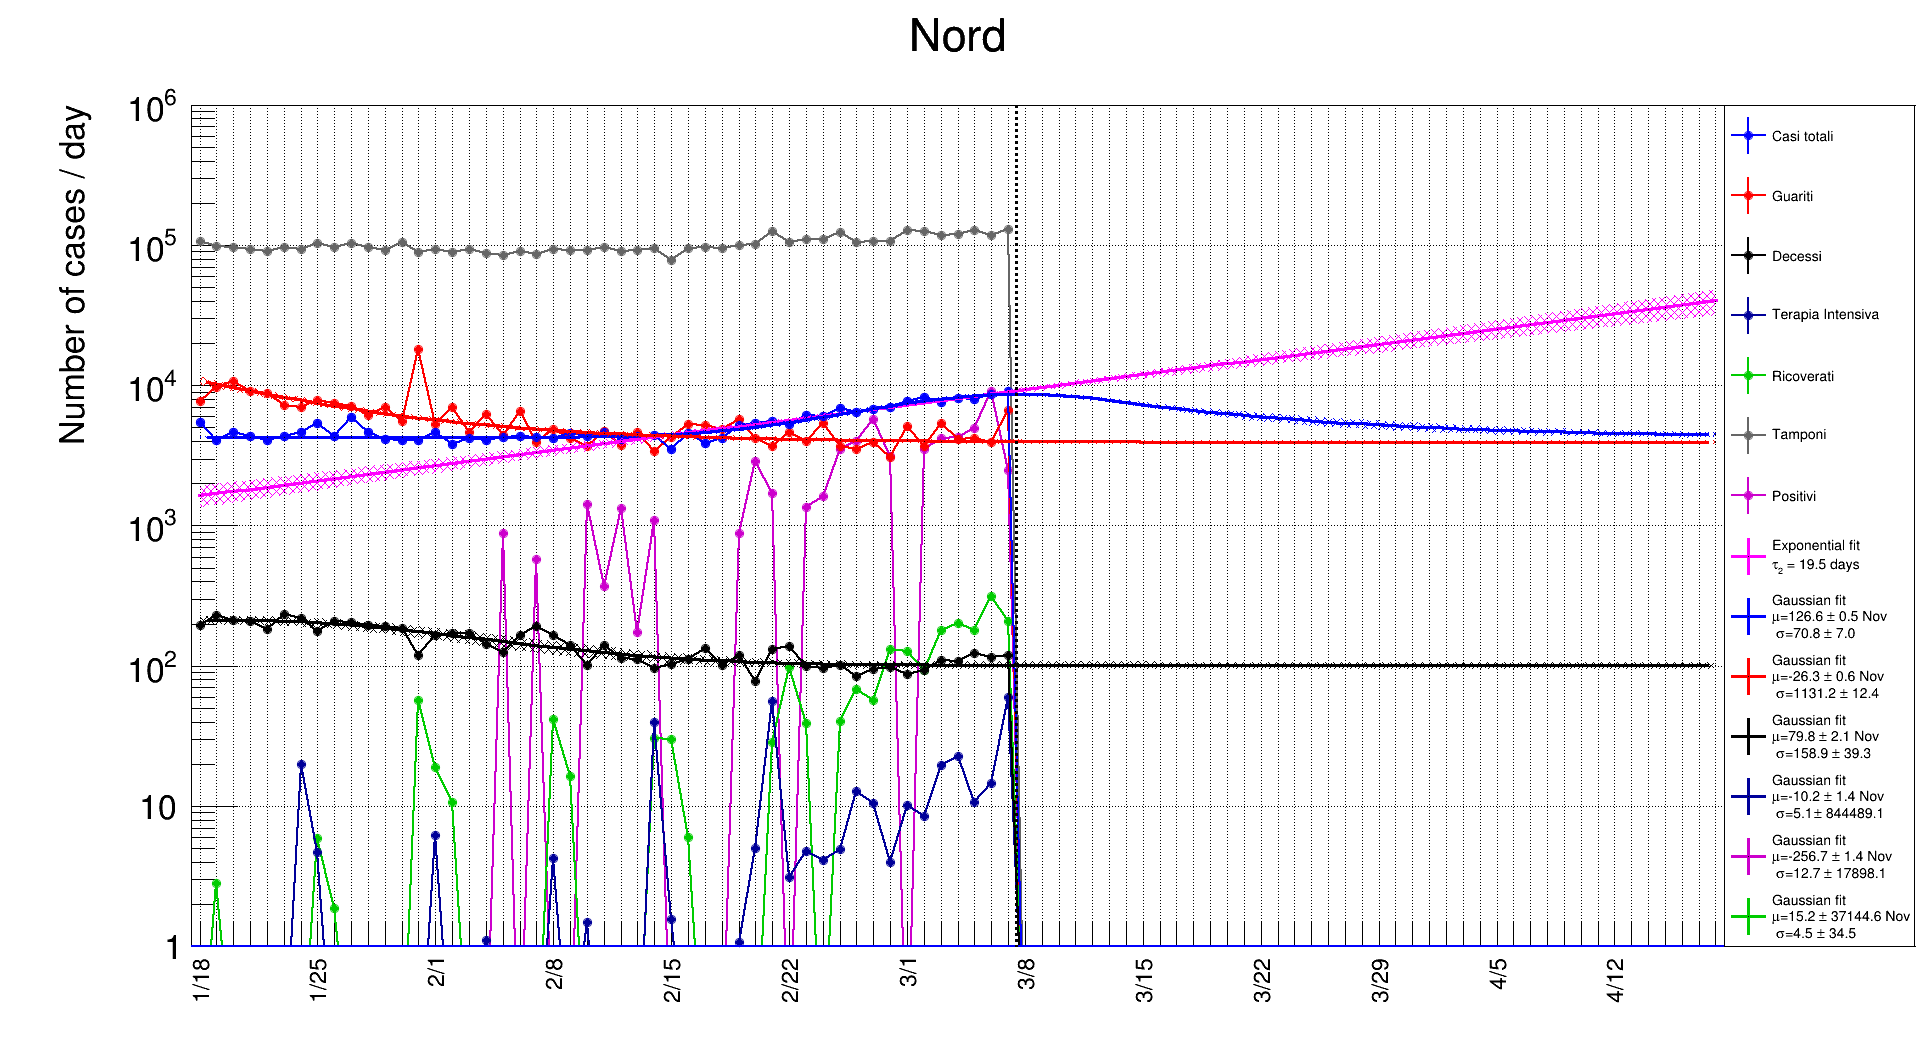 Nord
Number of cases / day
10^6
10^5
10^4
10^3
10^2
10
1
1/18
1/25
2/1
2/8
2/15
2/22
3/1
3/8
3/15
3/22
3/29
4/5
4/12
Casi totali
Guariti
Decessi
Terapia Intensiva
Ricoverati
Tamponi
Positivi
Exponential fit
τ_2 = 19.5 days
Gaussian fit
μ=126.6 ± 0.5 Nov
σ=70.8 ± 7.0
Gaussian fit
μ=-26.3 ± 0.6 Nov
σ=1131.2 ± 12.4
Gaussian fit
μ=79.8 ± 2.1 Nov
σ=158.9 ± 39.3
Gaussian fit
μ=-10.2 ± 1.4 Nov
σ=5.1 ± 844489.1
Gaussian fit
μ=-256.7 ± 1.4 Nov
σ=12.7 ± 17898.1
Gaussian fit
μ=15.2 ± 37144.6 Nov
σ=4.5 ± 34.5